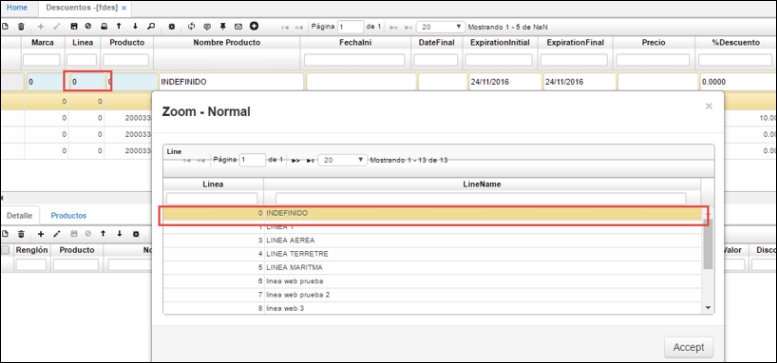 Home Descuentos -[fdes] ×
Página 1 de 1 20 Mostrando 1 - 5 de NaN
Marca Linea Producto Nombre Producto FechaIni DateFinal ExpirationInitial ExpirationFinal Precio %Descuento
0 0 0 INDEFINIDO 24/11/2016 24/11/2016 0.0000
0 0
0 0 200033 10.00
0 0 200033 0.00
0 0 200033 0.00
Zoom - Normal ×
Line
Página 1 de 1 20 Mostrando 1 - 13 de 13
Linea LineName
0 INDEFINIDO
1 LINEA 1
3 LINEA AEREA
4 LINEA TERRETRE
5 LINEA MARITMA
6 linea web prueba
7 linea web prueba 2
8 linea web 3
Accept
Detalle Productos
Renglón Producto No Valor Disco